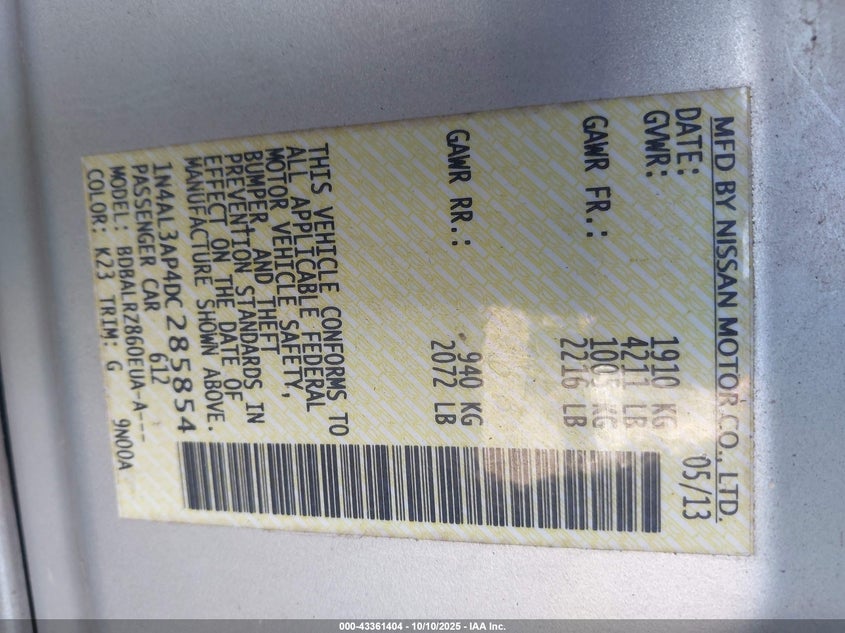 MFD BY NISSAN MOTOR CO., LTD.
DATE: 05/13
GVWR: 1910 KG
4211 LB
GAWR FR.: 1005 KG
2216 LB
GAWR RR.: 940 KG
2072 LB
THIS VEHICLE CONFORMS TO
ALL APPLICABLE FEDERAL
MOTOR VEHICLE SAFETY,
BUMPER, AND THEFT
PREVENTION STANDARDS IN
EFFECT ON THE DATE OF
MANUFACTURE SHOWN ABOVE.
1N4AL3AP4DC285854
PASSENGER CAR 612
MODEL: BDBALRZ860EUA-A---
COLOR: K23 TRIM: G 9N00A
000-43361404 - 10/10/2025 - IAA Inc.